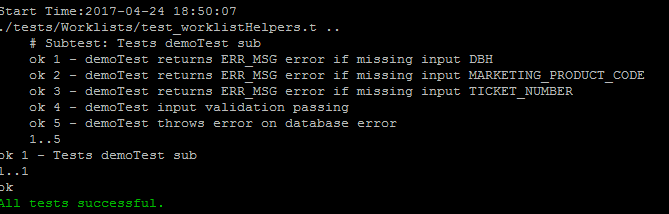 Start Time:2017-04-24 18:50:07
./tests/Worklists/test_worklistHelpers.t ..
# Subtest: Tests demoTest sub
ok 1 - demoTest returns ERR_MSG error if missing input DBH
ok 2 - demoTest returns ERR_MSG error if missing input MARKETING_PRODUCT_CODE
ok 3 - demoTest returns ERR_MSG error if missing input TICKET_NUMBER
ok 4 - demoTest input validation passing
ok 5 - demoTest throws error on database error
1..5
ok 1 - Tests demoTest sub
1..1
ok
All tests successful.